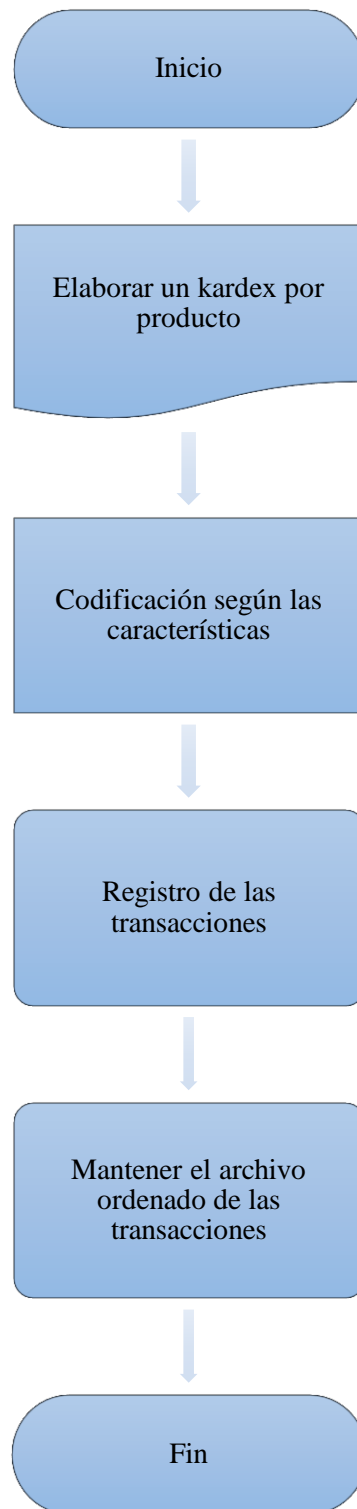 Inicio
Elaborar un kardex por
producto
Codificación según las
características
Registro de las
transacciones
Mantener el archivo
ordenado de las
transacciones
Fin